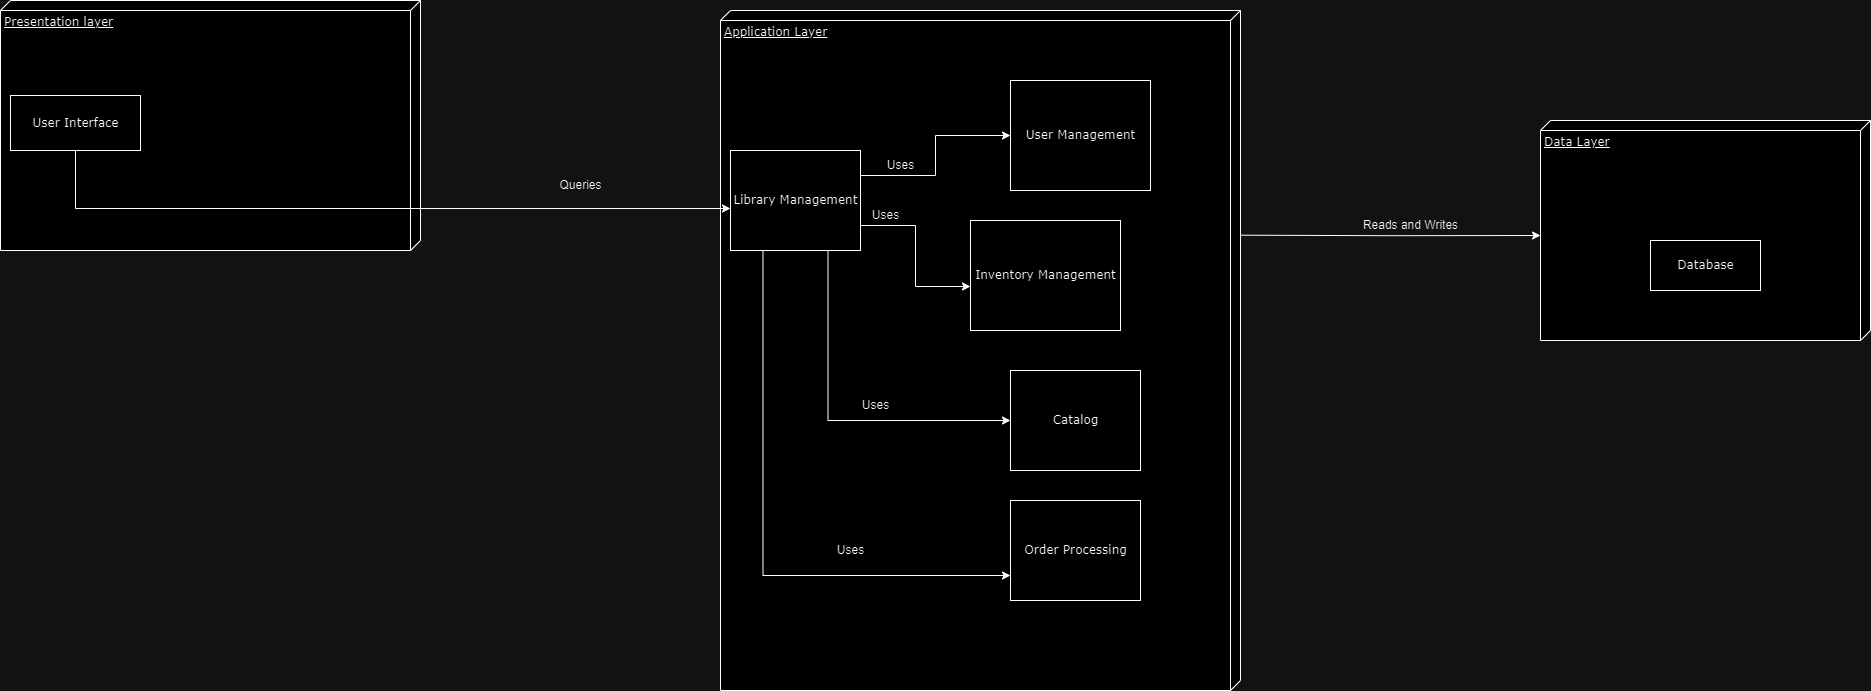 Presentation layer
User Interface
Queries
Application Layer
User Management
Uses
Library Management
Uses
Inventory Management
Uses
Catalog
Uses
Order Processing
Reads and Writes
Data Layer
Database